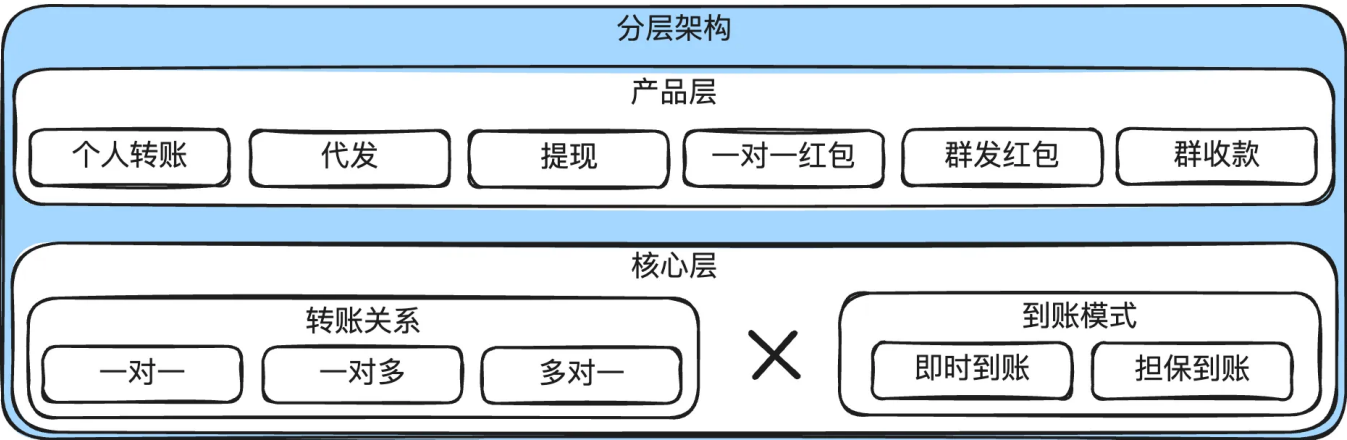 分层架构
产品层
个人转账
代发
提现
一对一红包
群发红包
群收款
核心层
转账关系
一对一
一对多
多对一
到账模式
即时到账
担保到账